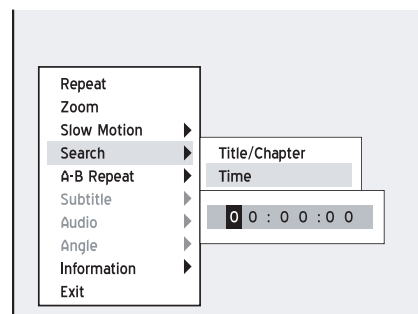 Repeat
Zoom
Slow Motion
Search
A-B Repeat
Subtitle
Audio
Angle
Information
Exit
Title/Chapter
Time
0 0 : 0 0 : 0 0